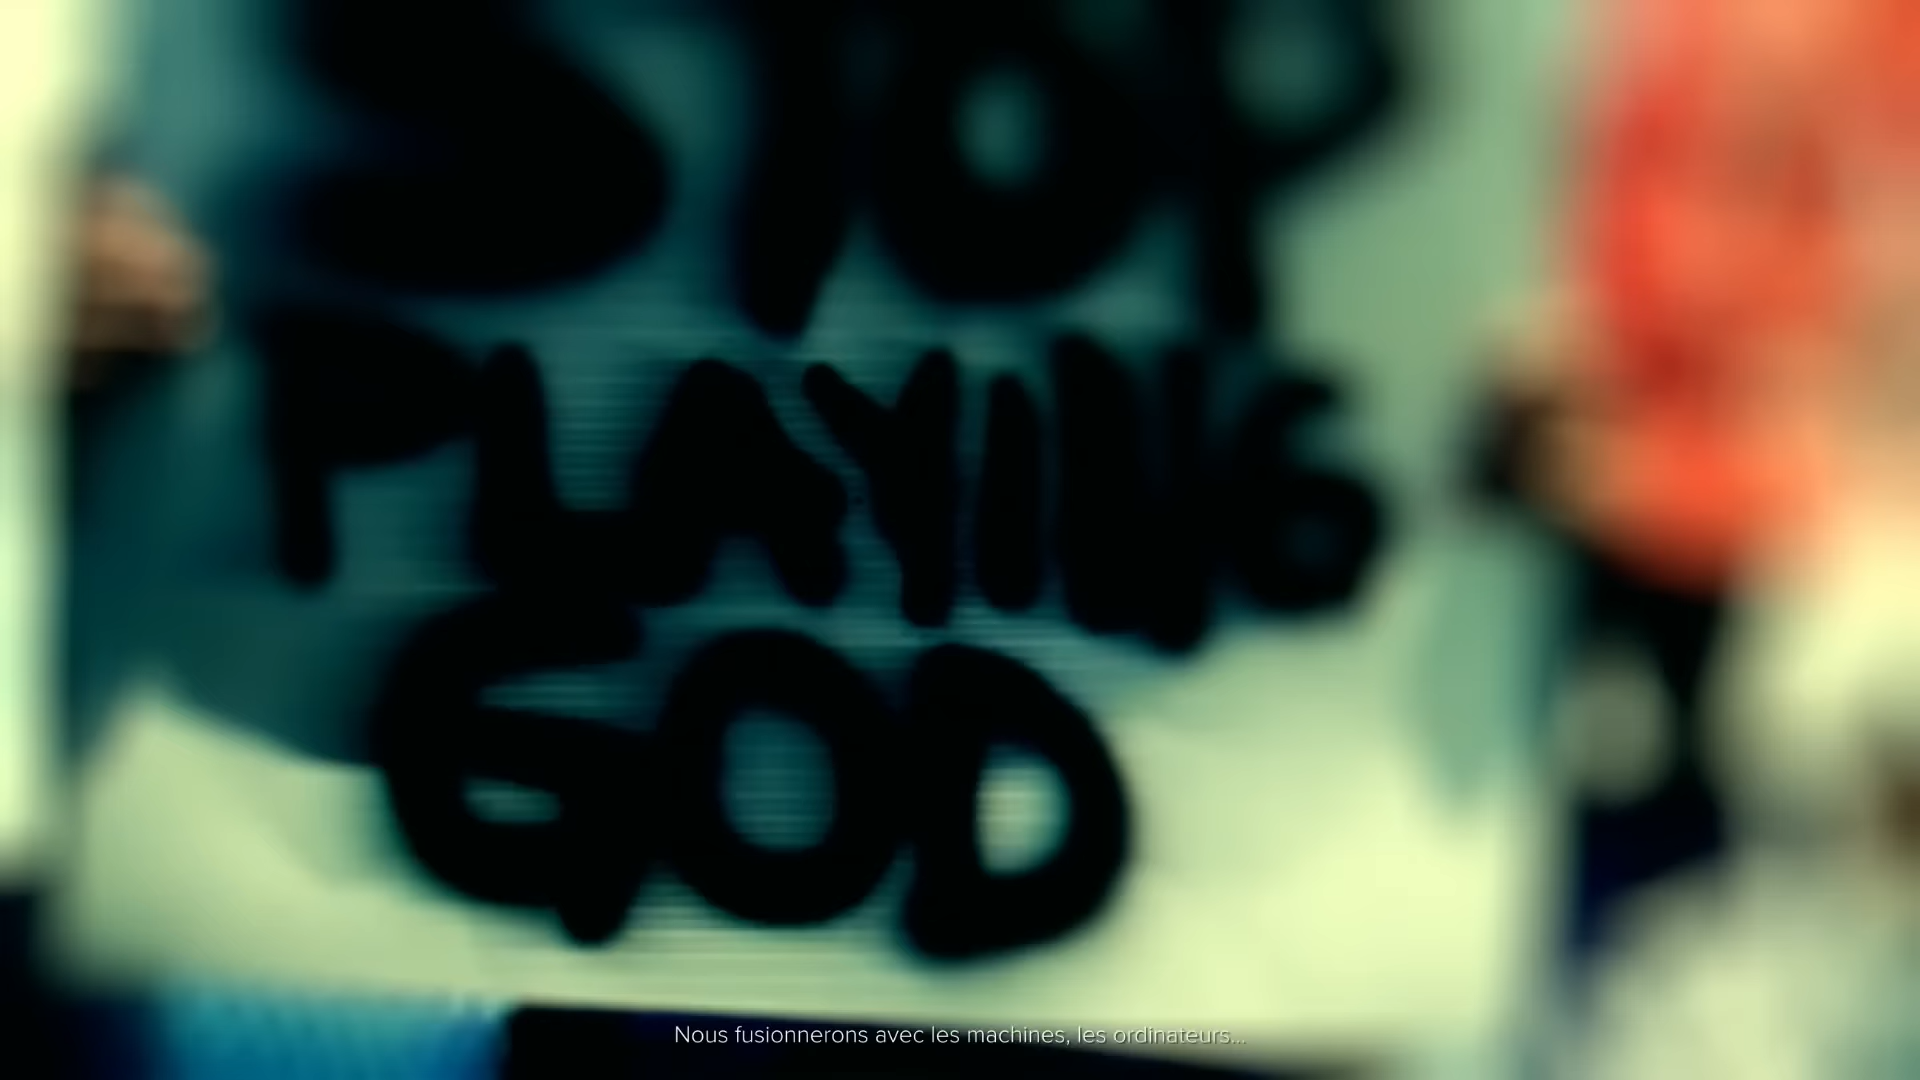 STOP
PLAYING
GOD
Nous fusionnerons avec les machines, les ordinateurs...